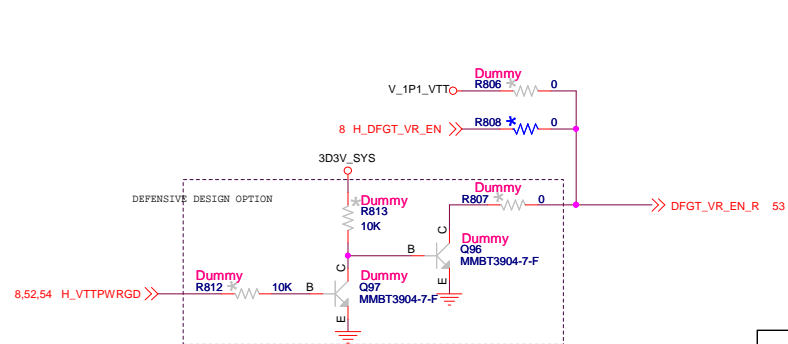 Dummy
V_1P1_VTT R806 * 0
8 H_DFGT_VR_EN R808 * 0
3D3V_SYS
DEFENSIVE DESIGN OPTION
Dummy
R807 * 0
DFGT_VR_EN_R 53
* Dummy
R813
10K
C
B
Dummy
Q96
MMBT3904-7-F
E
8,52,54 H_VTTPWRGD
Dummy
R812 * 10K
B
C
Dummy
Q97
MMBT3904-7-F
E